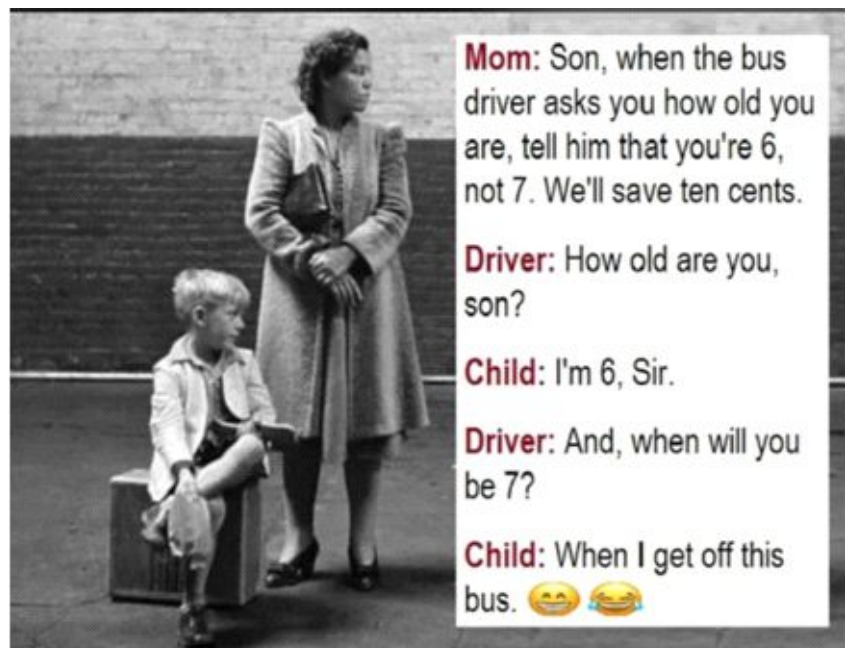 Mom: Son, when the bus
driver asks you how old you
are, tell him that you're 6,
not 7. We'll save ten cents.
Driver: How old are you,
son?
Child: I'm 6, Sir.
Driver: And, when will you
be 7?
Child: When I get off this
bus. 😁 😂